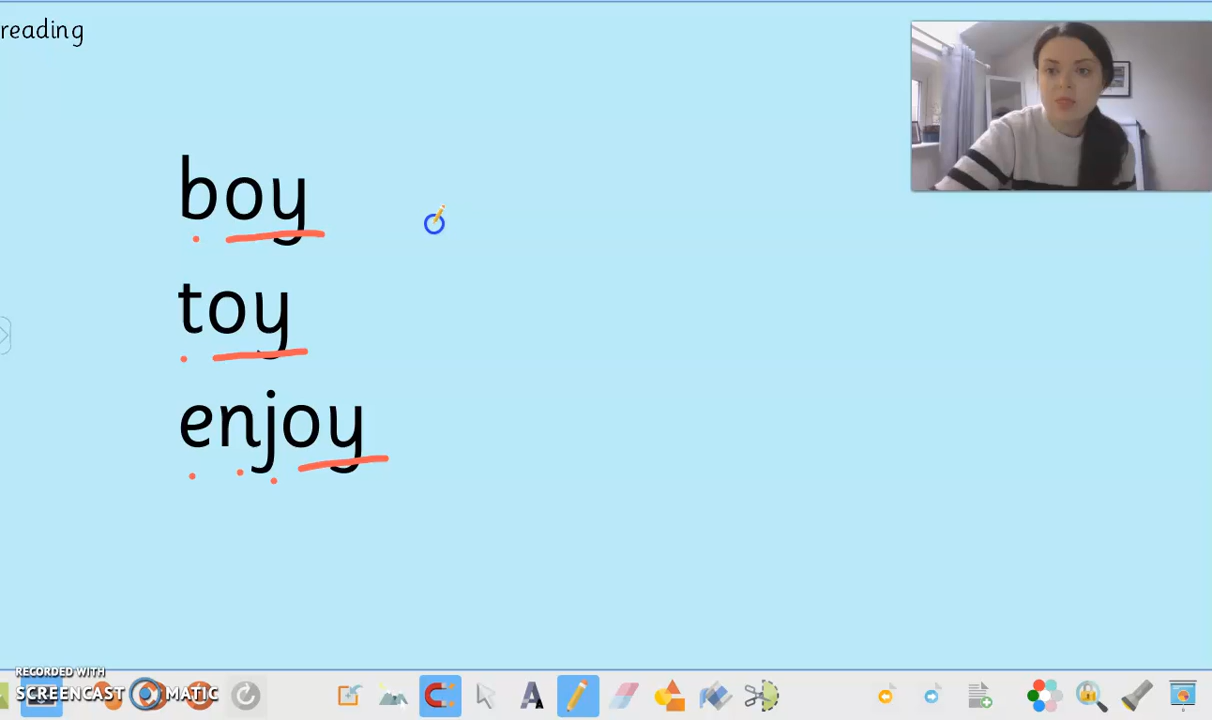 reading
boy
toy
enjoy
RECORDED WITH
SCREENCAST MATIC